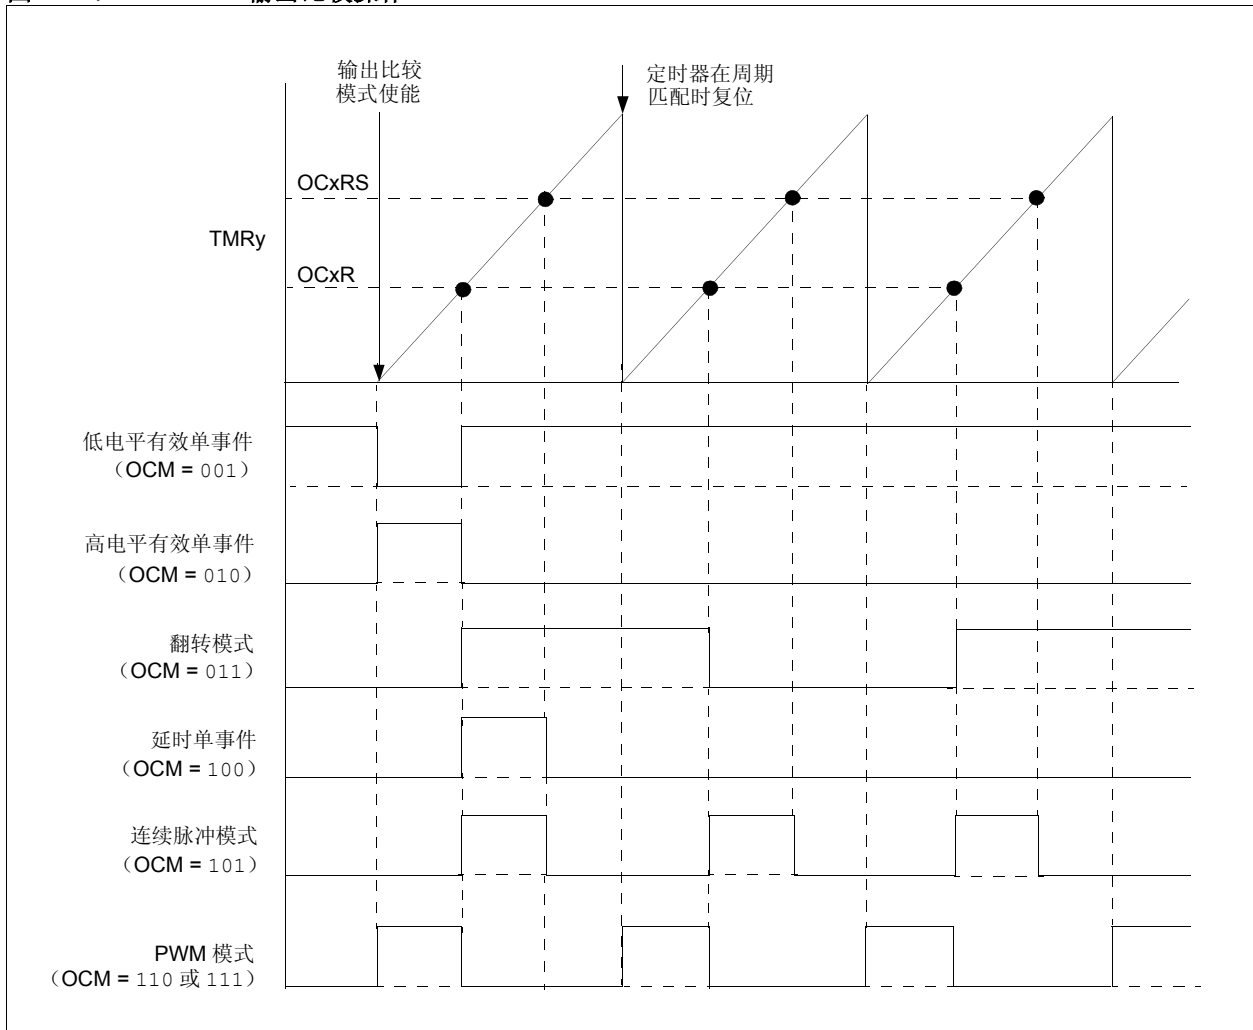 输出比较
模式使能
定时器在周期
匹配时复位
OCxRS
TMRy
OCxR
低电平有效单事件
（OCM = 001）
高电平有效单事件
（OCM = 010）
翻转模式
（OCM = 011）
延时单事件
（OCM = 100）
连续脉冲模式
（OCM = 101）
PWM 模式
（OCM = 110 或 111）